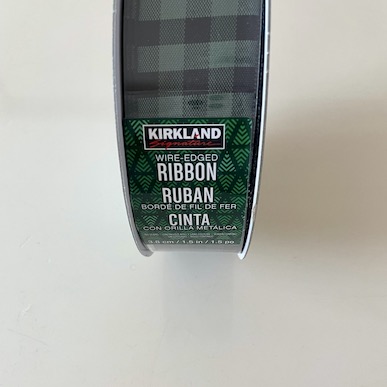 KIRKLAND
Signature
WIRE-EDGED
RIBBON
RUBAN
BORDÉ DE FIL DE FER
CINTA
CON ORILLA METÁLICA
3.8 cm / 1.5 in / 1.5 po